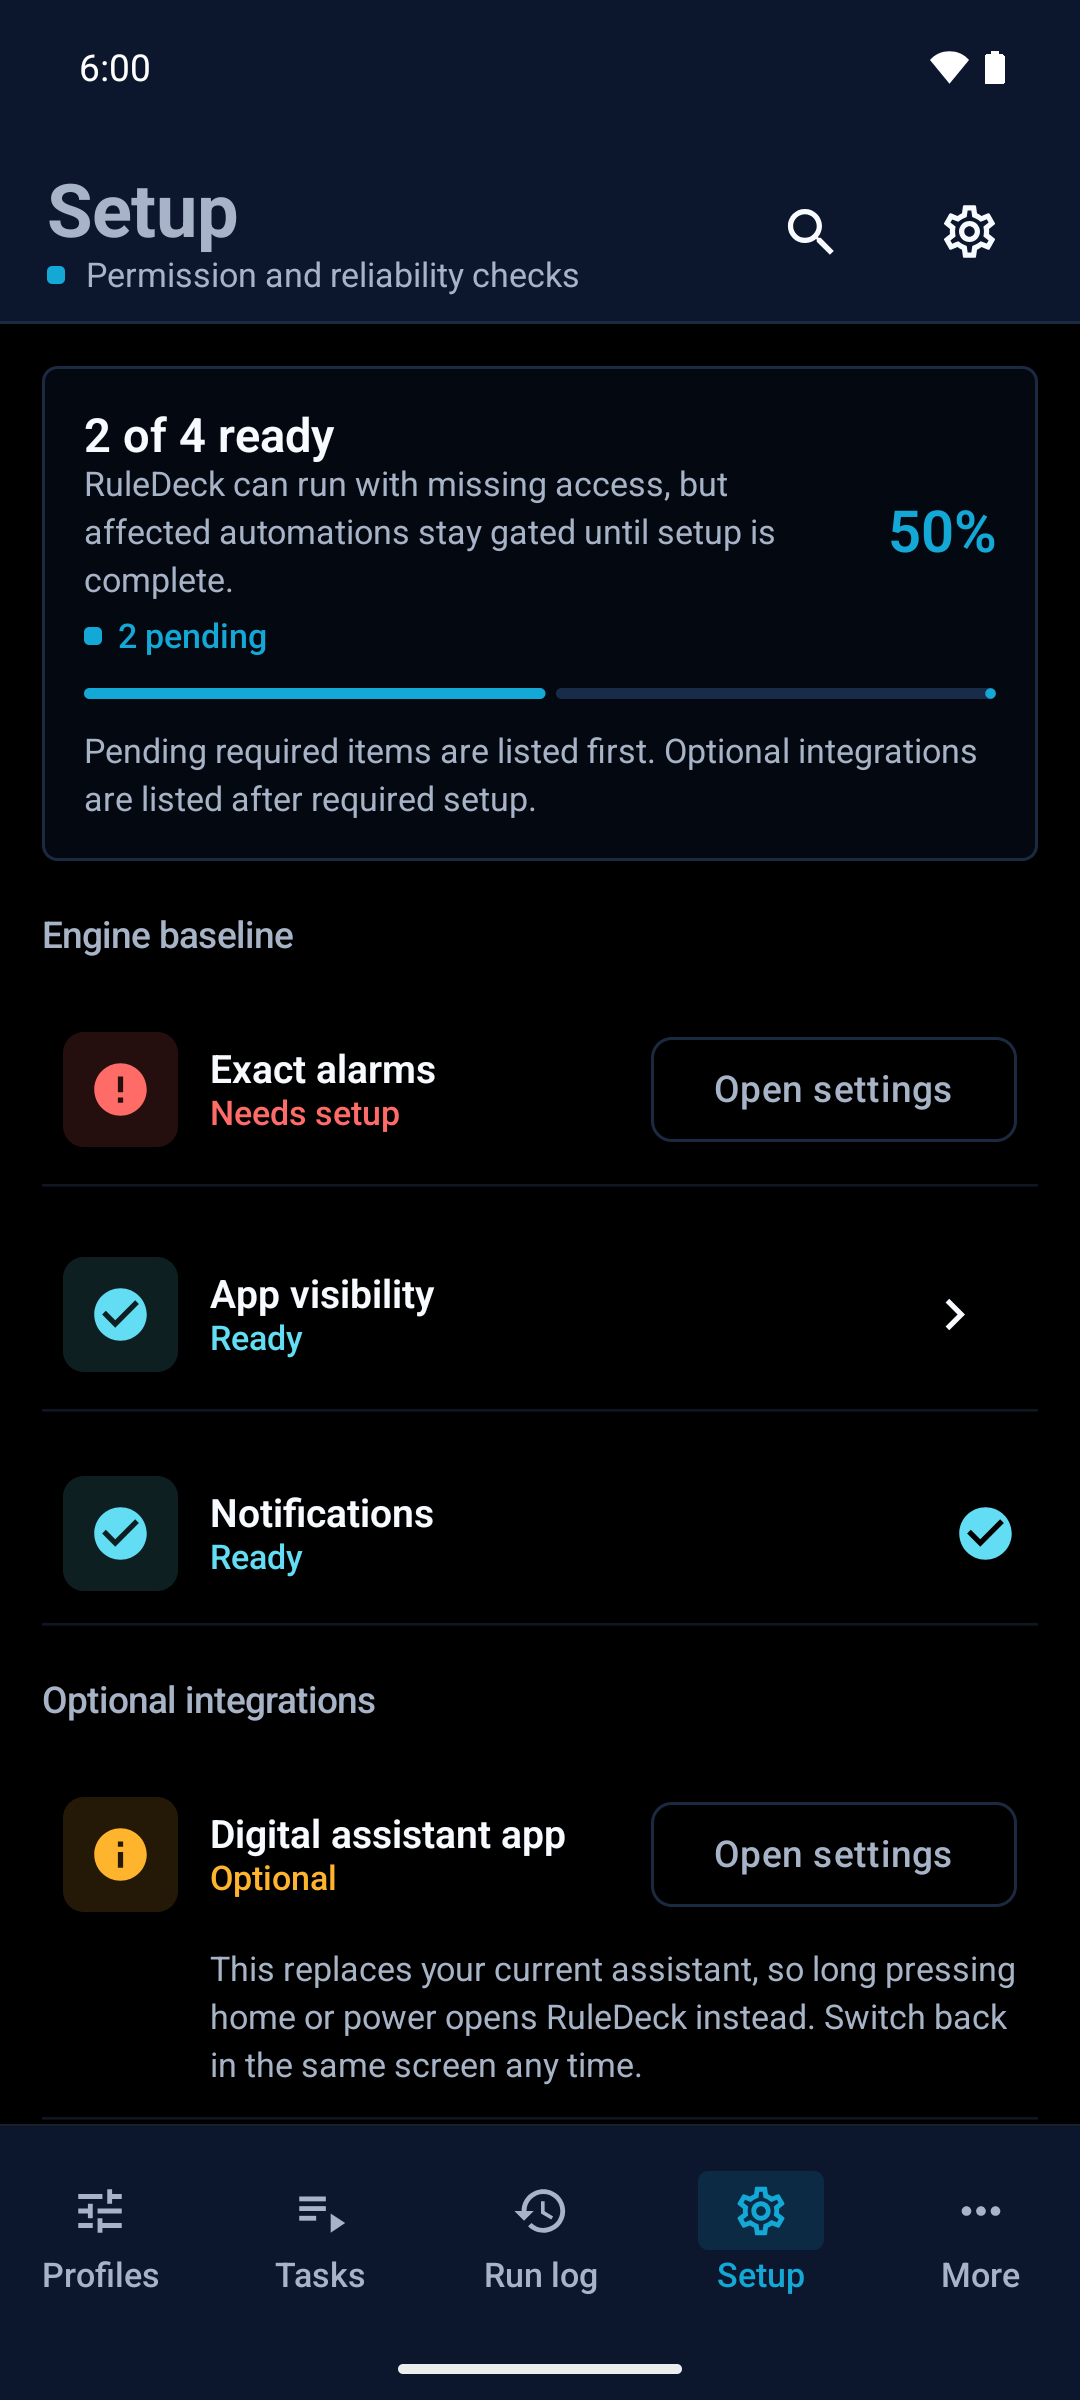 6:00
Setup
Permission and reliability checks
2 of 4 ready
RuleDeck can run with missing access, but
affected automations stay gated until setup is
complete.
50%
2 pending
Pending required items are listed first. Optional integrations
are listed after required setup.
Engine baseline
Exact alarms
Needs setup
Open settings
App visibility
Ready
Notifications
Ready
Optional integrations
Digital assistant app
Optional
Open settings
This replaces your current assistant, so long pressing
home or power opens RuleDeck instead. Switch back
in the same screen any time.
Profiles
Tasks
Run log
Setup
More